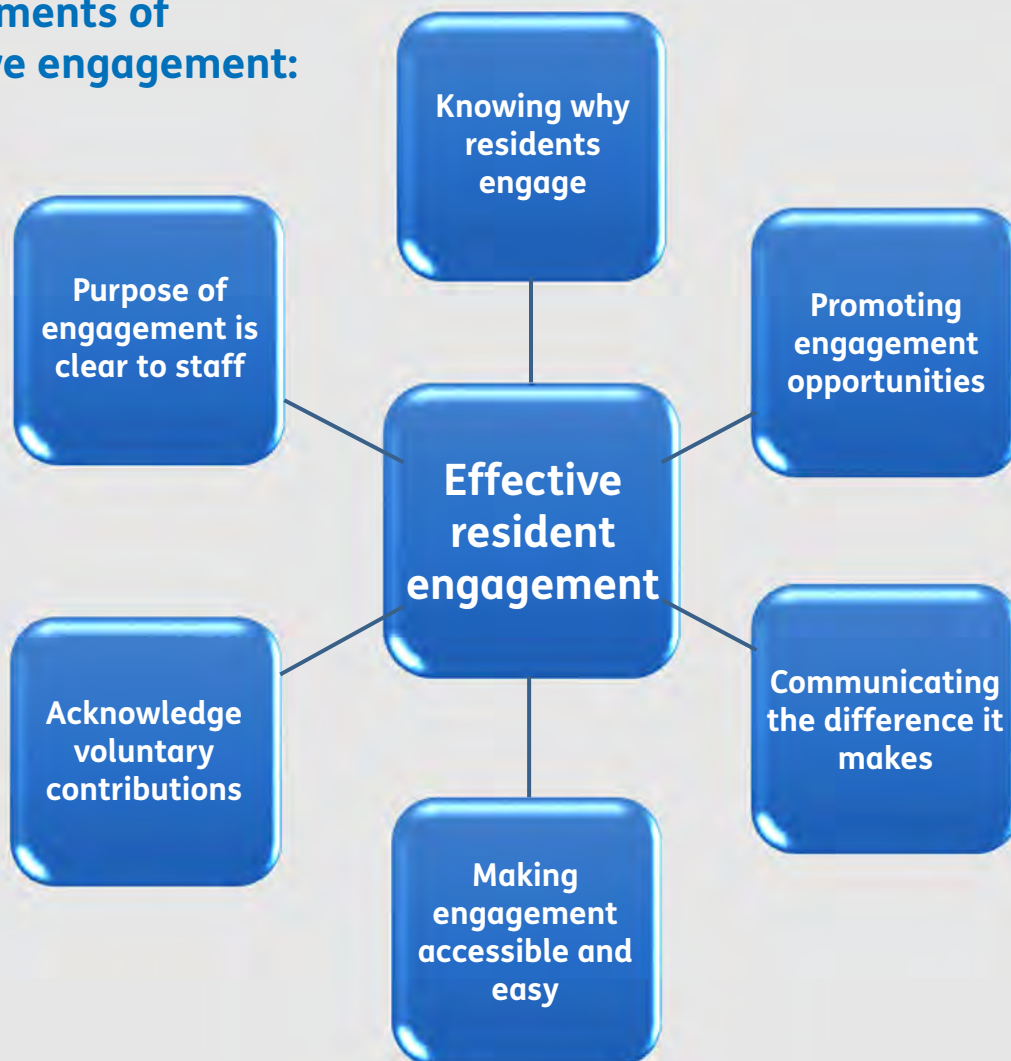 ments of
ve engagement:
Knowing why
residents
engage
Promoting
engagement
opportunities
Communicating
the difference it
makes
Making
engagement
accessible and
easy
Acknowledge
voluntary
contributions
Purpose of
engagement is
clear to staff
Effective
resident
engagement